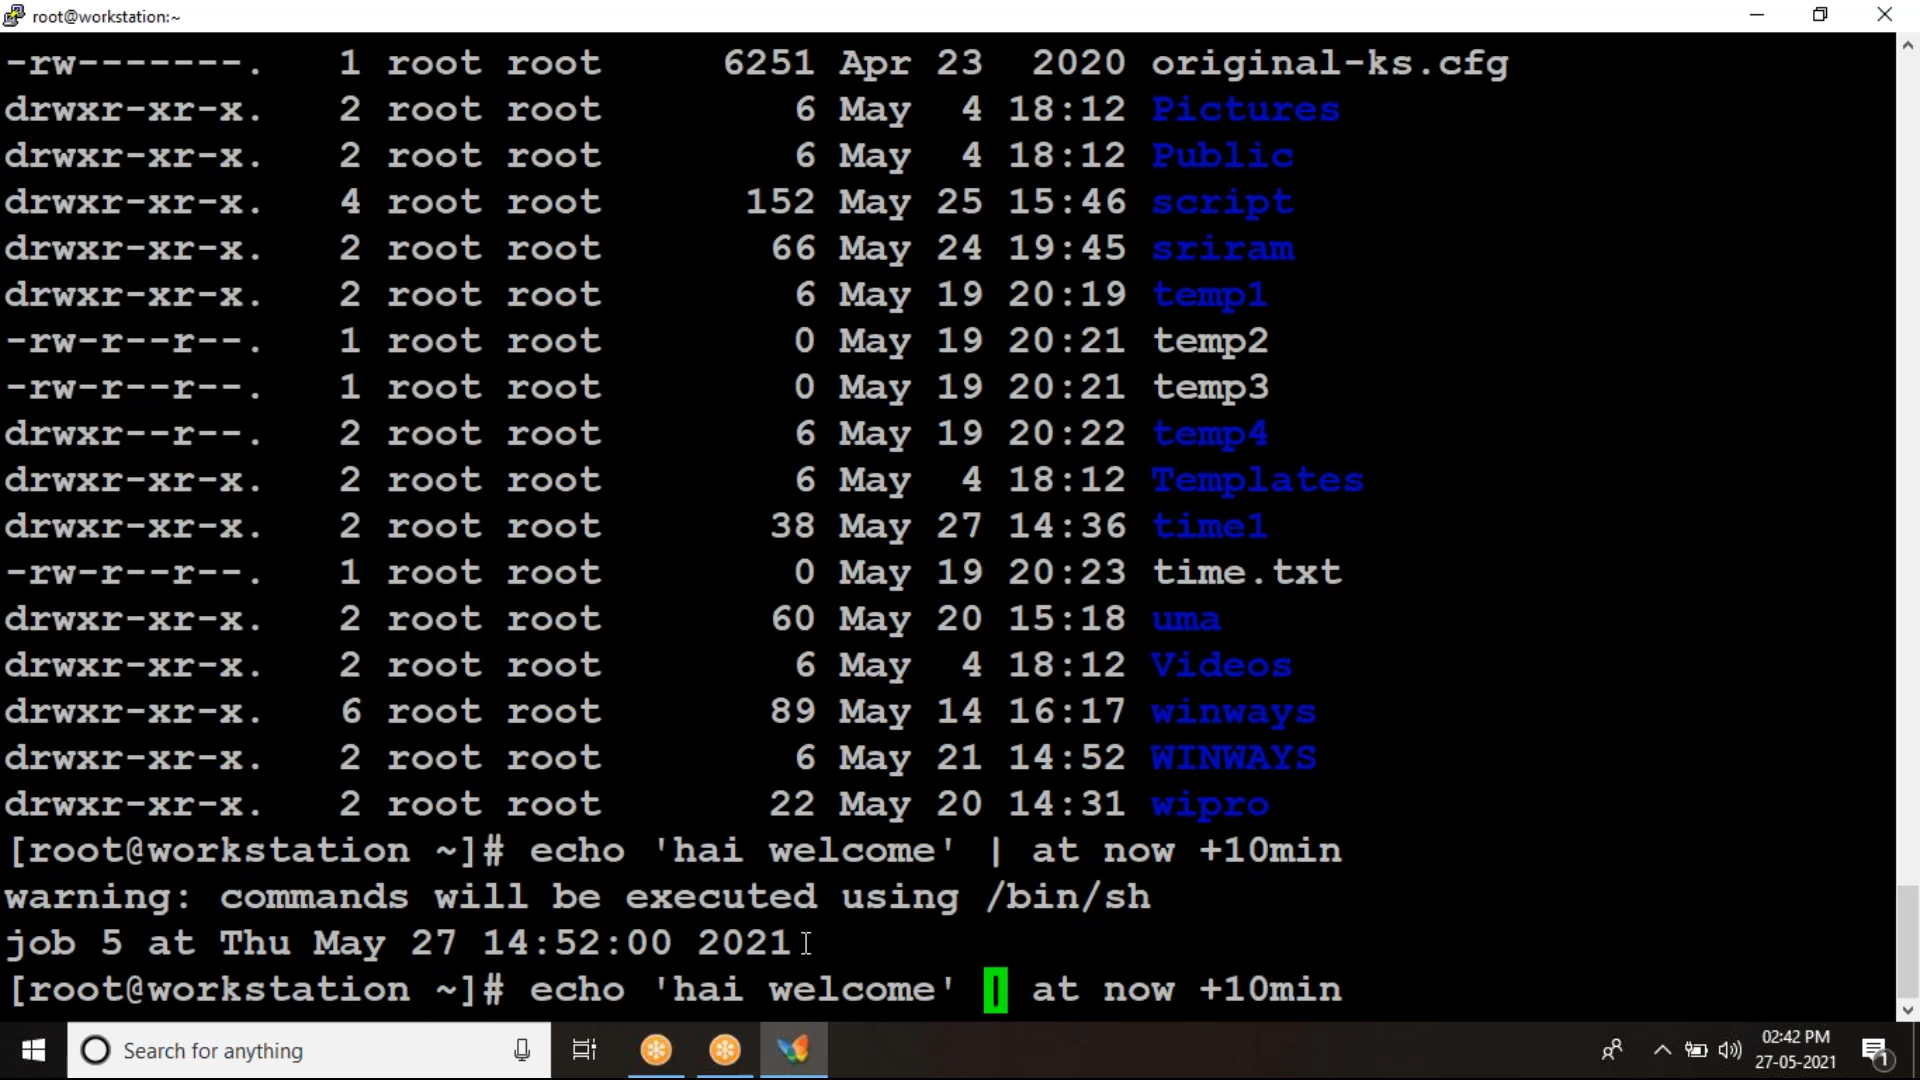 root@workstation:~
-rw-------. 1 root root 6251 Apr 23 2020 original-ks.cfg
drwxr-xr-x. 2 root root 6 May 4 18:12 Pictures
drwxr-xr-x. 2 root root 6 May 4 18:12 Public
drwxr-xr-x. 4 root root 152 May 25 15:46 script
drwxr-xr-x. 2 root root 66 May 24 19:45 sriram
drwxr-xr-x. 2 root root 6 May 19 20:19 temp1
-rw-r--r--. 1 root root 0 May 19 20:21 temp2
-rw-r--r--. 1 root root 0 May 19 20:21 temp3
drwxr--r--. 2 root root 6 May 19 20:22 temp4
drwxr-xr-x. 2 root root 6 May 4 18:12 Templates
drwxr-xr-x. 2 root root 38 May 27 14:36 time1
-rw-r--r--. 1 root root 0 May 19 20:23 time.txt
drwxr-xr-x. 2 root root 60 May 20 15:18 uma
drwxr-xr-x. 2 root root 6 May 4 18:12 Videos
drwxr-xr-x. 6 root root 89 May 14 16:17 winways
drwxr-xr-x. 2 root root 6 May 21 14:52 WINWAYS
drwxr-xr-x. 2 root root 22 May 20 14:31 wipro
[root@workstation ~]# echo 'hai welcome' | at now +10min
warning: commands will be executed using /bin/sh
job 5 at Thu May 27 14:52:00 2021
[root@workstation ~]# echo 'hai welcome' | at now +10min
Search for anything
02:42 PM
27-05-2021
1